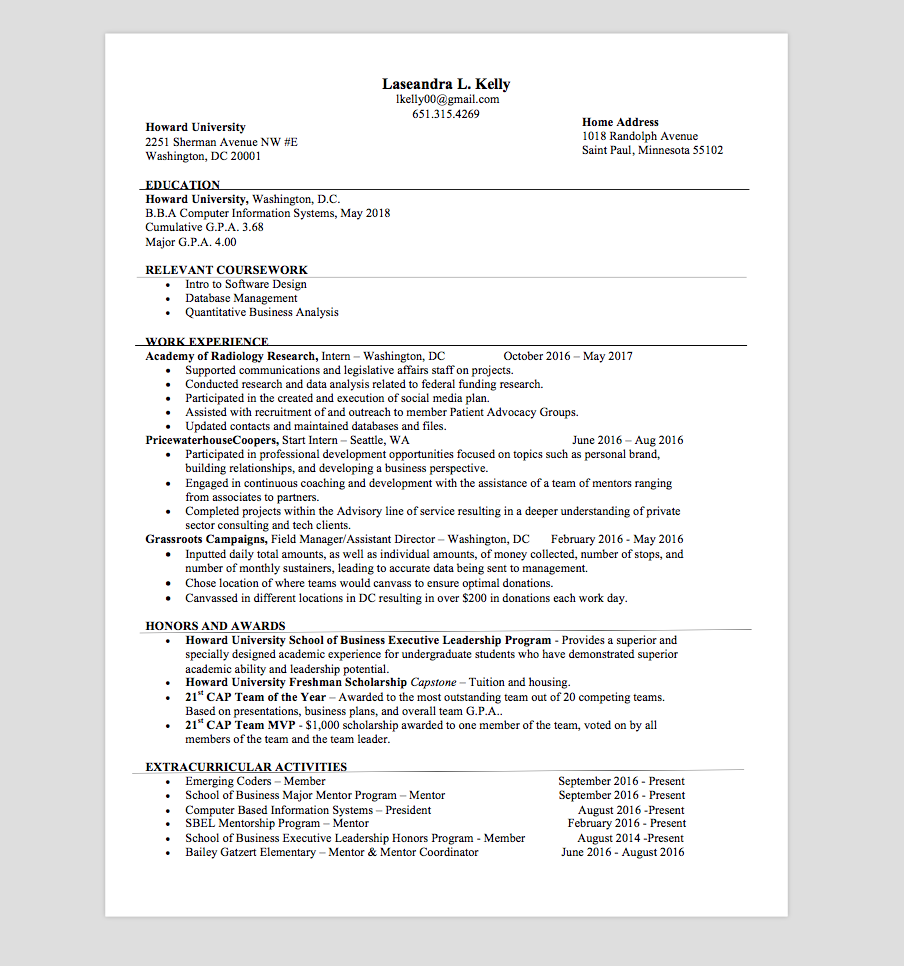 Laseandra L. Kelly
lkelly00@gmail.com
651.315.4269
Howard University
2251 Sherman Avenue NW #E
Washington, DC 20001
Home Address
1018 Randolph Avenue
Saint Paul, Minnesota 55102
EDUCATION
Howard University, Washington, D.C.
B.B.A Computer Information Systems, May 2018
Cumulative G.P.A. 3.68
Major G.P.A. 4.00
RELEVANT COURSEWORK
• Intro to Software Design
• Database Management
• Quantitative Business Analysis
WORK EXPERIENCE
Academy of Radiology Research, Intern – Washington, DC October 2016 – May 2017
• Supported communications and legislative affairs staff on projects.
• Conducted research and data analysis related to federal funding research.
• Participated in the created and execution of social media plan.
• Assisted with recruitment of and outreach to member Patient Advocacy Groups.
• Updated contacts and maintained databases and files.
PricewaterhouseCoopers, Start Intern – Seattle, WA June 2016 – Aug 2016
• Participated in professional development opportunities focused on topics such as personal brand,
building relationships, and developing a business perspective.
• Engaged in continuous coaching and development with the assistance of a team of mentors ranging
from associates to partners.
• Completed projects within the Advisory line of service resulting in a deeper understanding of private
sector consulting and tech clients.
Grassroots Campaigns, Field Manager/Assistant Director – Washington, DC February 2016 - May 2016
• Inputted daily total amounts, as well as individual amounts, of money collected, number of stops, and
number of monthly sustainers, leading to accurate data being sent to management.
• Chose location of where teams would canvass to ensure optimal donations.
• Canvassed in different locations in DC resulting in over $200 in donations each work day.
HONORS AND AWARDS
• Howard University School of Business Executive Leadership Program - Provides a superior and
specially designed academic experience for undergraduate students who have demonstrated superior
academic ability and leadership potential.
• Howard University Freshman Scholarship Capstone – Tuition and housing.
• 21st CAP Team of the Year – Awarded to the most outstanding team out of 20 competing teams.
Based on presentations, business plans, and overall team G.P.A..
• 21st CAP Team MVP - $1,000 scholarship awarded to one member of the team, voted on by all
members of the team and the team leader.
EXTRACURRICULAR ACTIVITIES
• Emerging Coders – Member September 2016 - Present
• School of Business Major Mentor Program – Mentor September 2016 - Present
• Computer Based Information Systems – President August 2016 -Present
• SBEL Mentorship Program – Mentor February 2016 - Present
• School of Business Executive Leadership Honors Program - Member August 2014 -Present
• Bailey Gatzert Elementary – Mentor & Mentor Coordinator June 2016 - August 2016